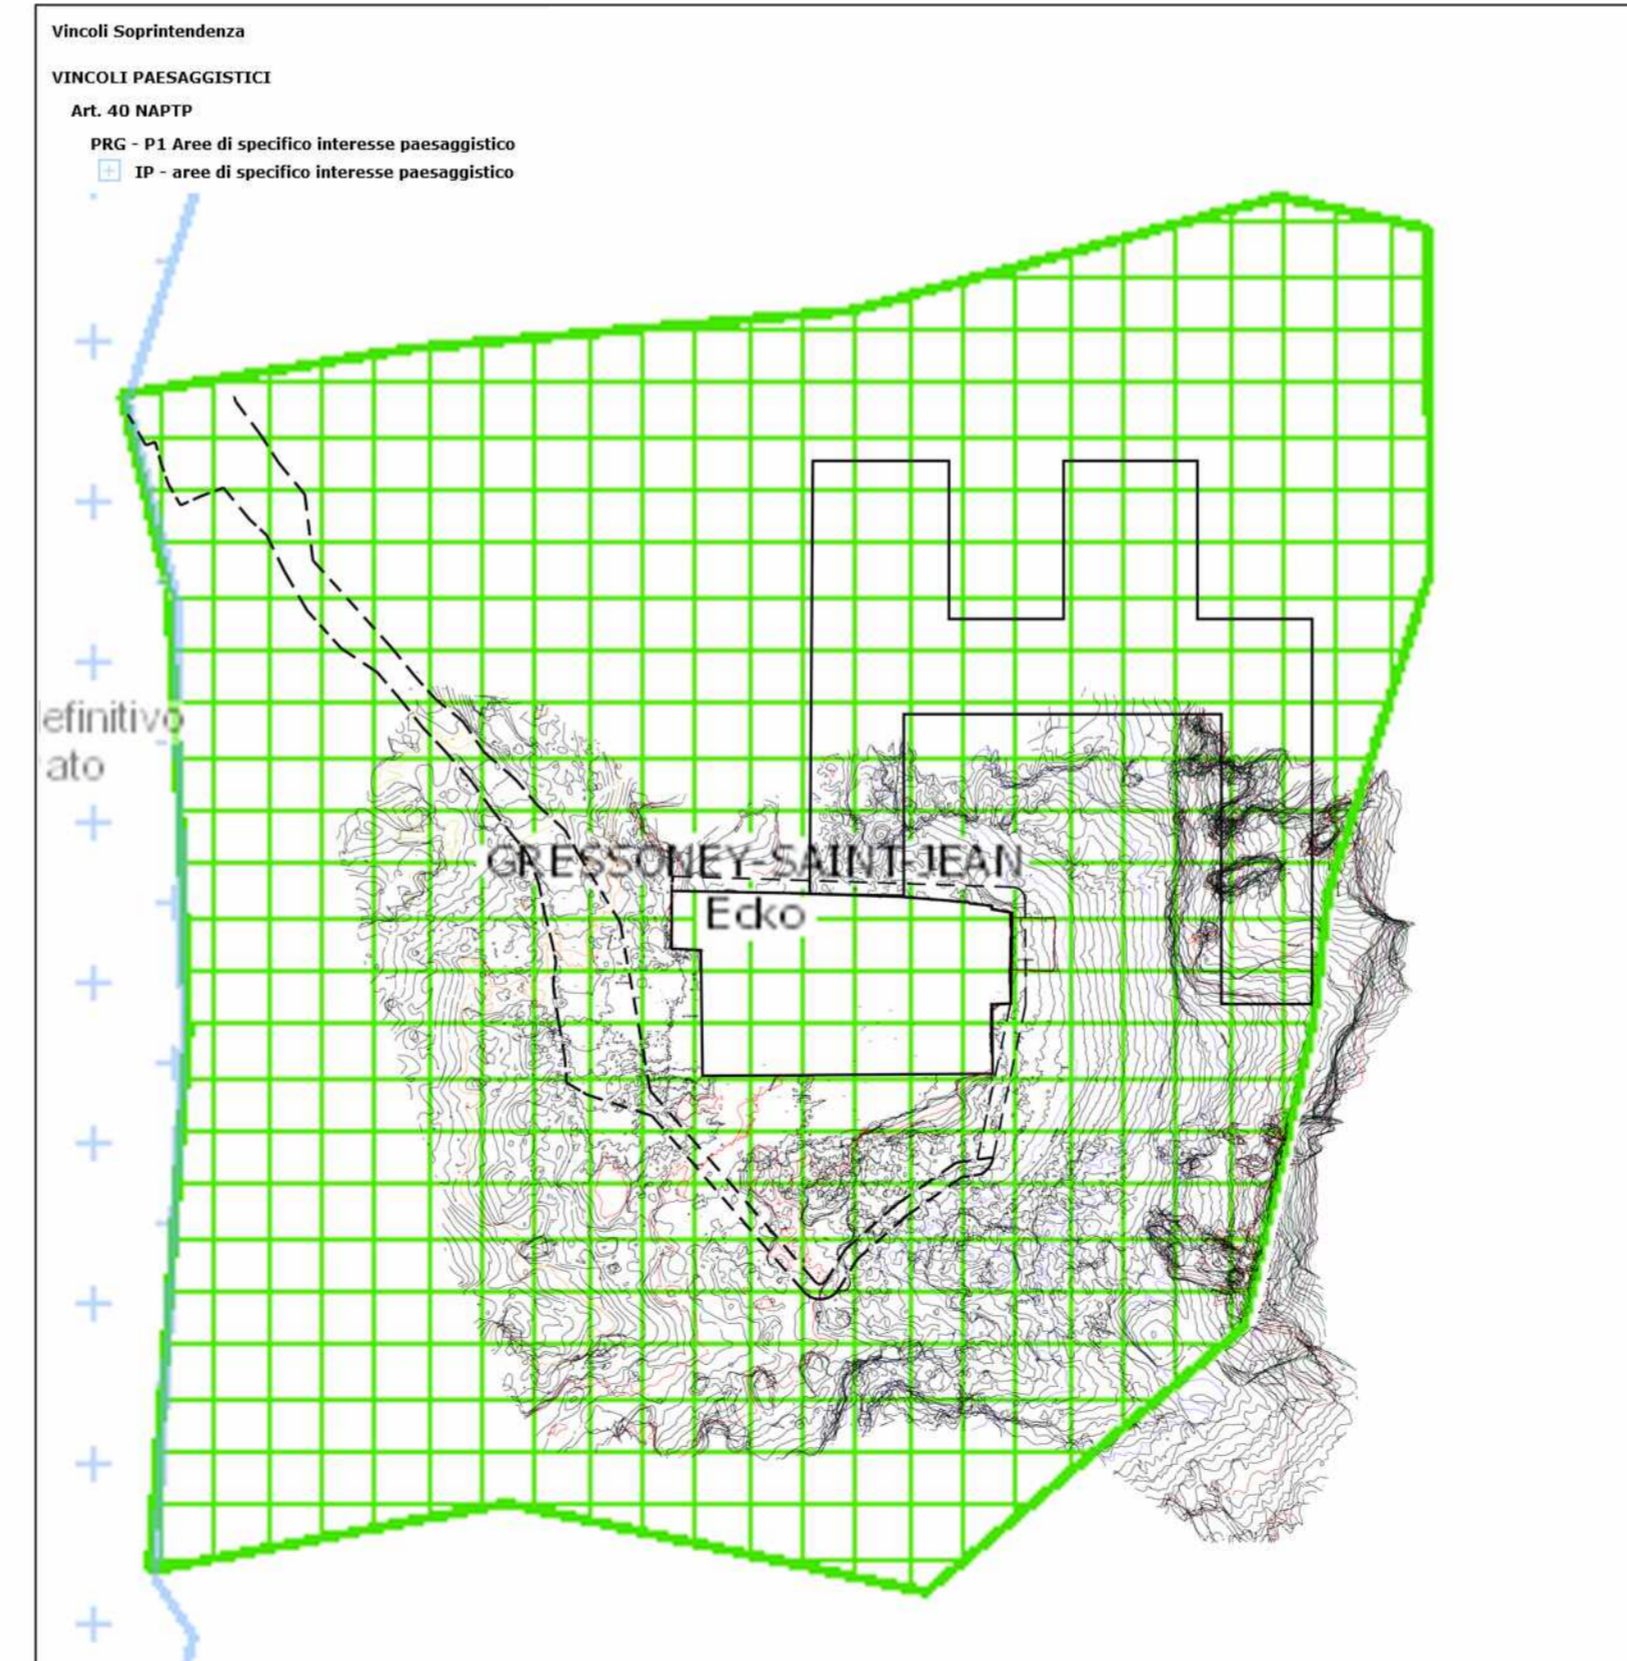 Vincoli Soprintendenza
VINCOLI PAESAGGISTICI
Art. 40 NAPTP
PRG - P1 Aree di specifico interesse paesaggistico
IP - aree di specifico interesse paesaggistico
efinitivo
ato
GRESSONEY-SAINT-JEAN
Ecko